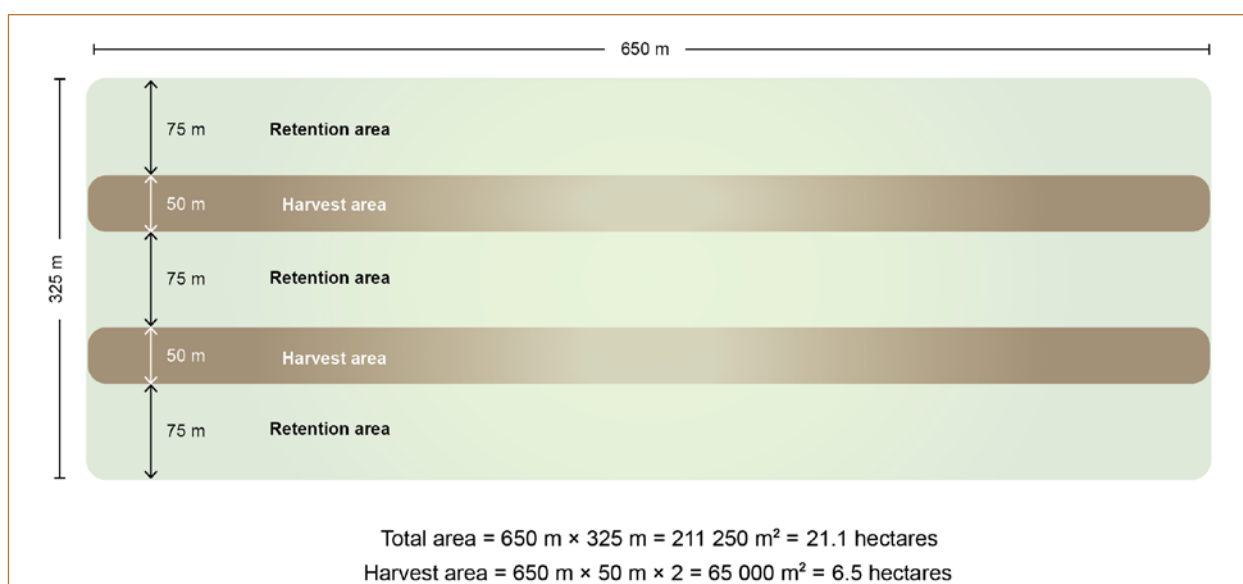 650 m
325 m
75 m Retention area
50 m Harvest area
75 m Retention area
50 m Harvest area
75 m Retention area
Total area = 650 m × 325 m = 211 250 m² = 21.1 hectares
Harvest area = 650 m × 50 m × 2 = 65 000 m² = 6.5 hectares